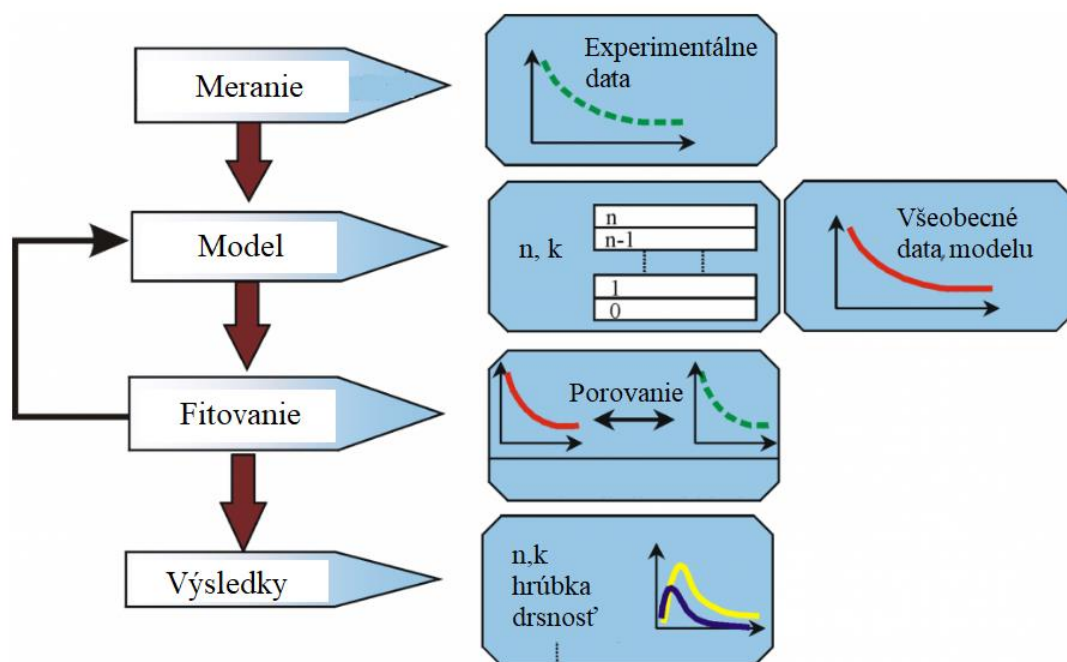 Meranie
Experimentálne
data
Model
n, k
n
n-1
1
0
Všeobecné
data modelu
Fitovanie
Porovanie
Výsledky
n,k
hrúbka
drsnosť